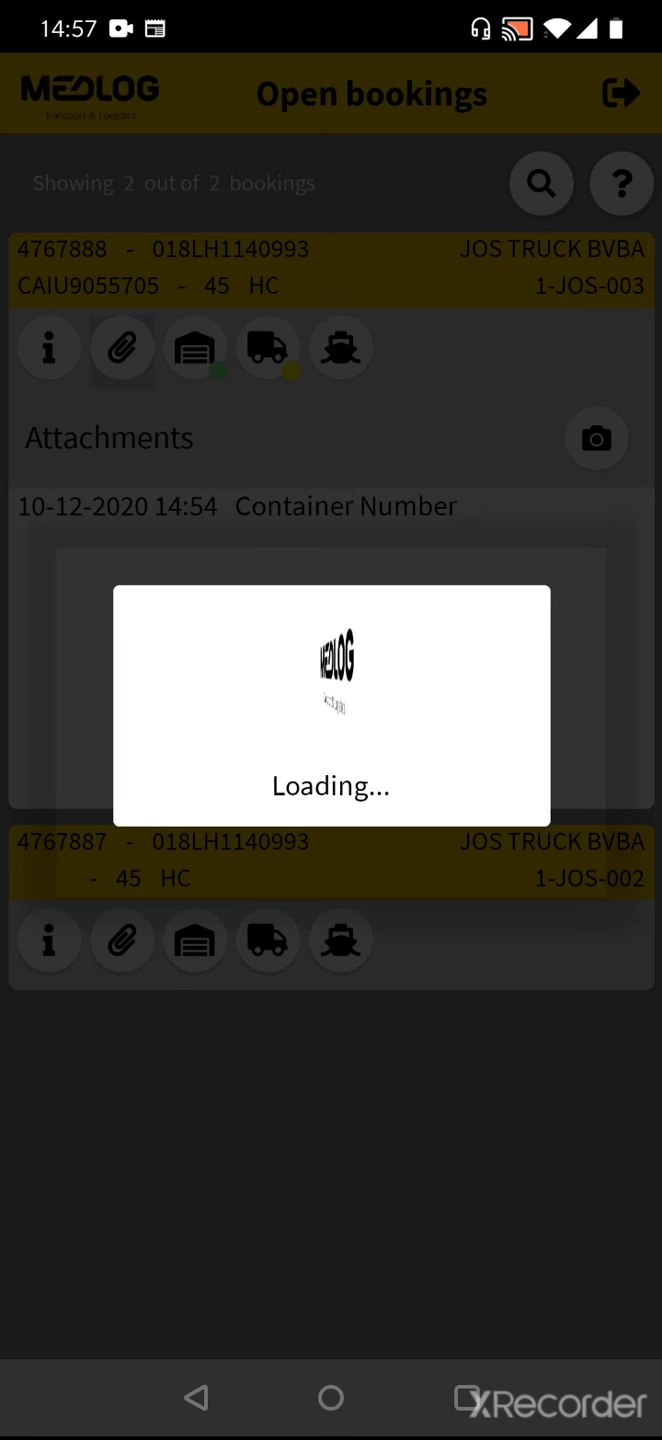 14:57
MEDLOG
Transport & Logistics
Open bookings
Showing 2 out of 2 bookings
?
4767888 - 018LH1140993 JOS TRUCK BVBA
CAIU9055705 - 45 HC 1-JOS-003
Attachments
10-12-2020 14:54 Container Number
MEDLOG
Loading...
4767887 - 018LH1140993 JOS TRUCK BVBA
- 45 HC 1-JOS-002
XRecorder